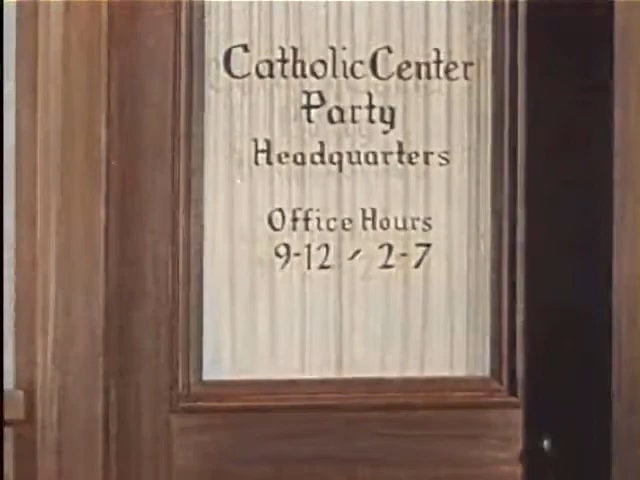 Catholic Center
Party
Headquarters
Office Hours
9-12 / 2-7